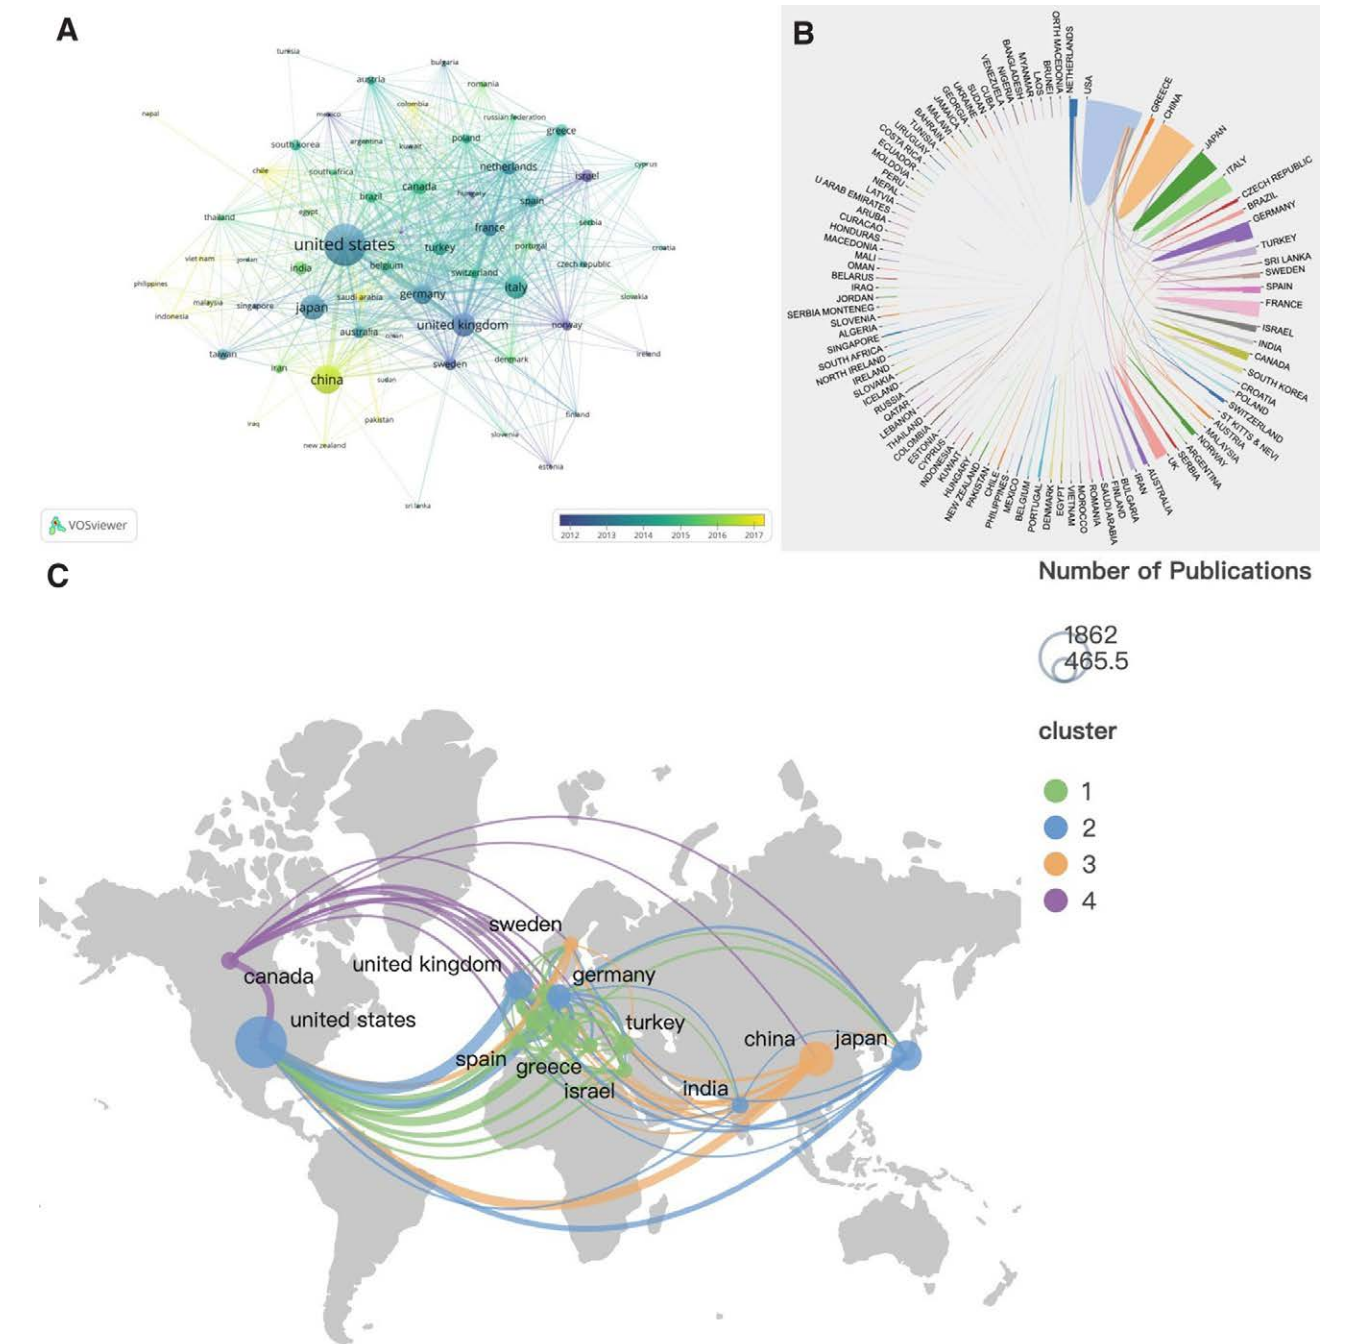 A
tunisia
bulgaria
austria
romania
colombia
nepal
mexico
russian federation
greece
poland
argentina
kuwait
south korea
netherlands
cyprus
chile
south africa
israel
canada
hungary
brazil
spain
egypt
thailand
serbia
france
united states
turkey
portugal
croatia
viet nam
jordan
india
belgium
czech republic
switzerland
philippines
italy
germany
saudi arabia
slovakia
malaysia
singapore
japan
indonesia
united kingdom
norway
australia
taiwan
ireland
denmark
sweden
iran
china
sudan
finland
iraq
pakistan
slovenia
new zealand
estonia
sri lanka
VOSviewer
2012 2013 2014 2015 2016 2017
B
NETHERLANDS
USA
GREECE
CHINA
JAPAN
ITALY
CZECH REPUBLIC
BRAZIL
GERMANY
TURKEY
SRI LANKA
SWEDEN
SPAIN
FRANCE
ISRAEL
INDIA
CANADA
SOUTH KOREA
CROATIA
POLAND
SWITZERLAND
ST KITTS & NEVI
AUSTRIA
MALAYSIA
NORWAY
ARGENTINA
SERBIA
UK
AUSTRALIA
IRAN
BULGARIA
FINLAND
SAUDI ARABIA
ROMANIA
MOROCCO
VIETNAM
EGYPT
DENMARK
PORTUGAL
BELGIUM
MEXICO
PHILIPPINES
CHILE
PAKISTAN
NEW ZEALAND
HUNGARY
KUWAIT
INDONESIA
CYPRUS
ESTONIA
COLOMBIA
THAILAND
LEBANON
QATAR
RUSSIA
ICELAND
SLOVAKIA
IRELAND
NORTH IRELAND
SOUTH AFRICA
SINGAPORE
ALGERIA
SLOVENIA
SERBIA MONTENEG
JORDAN
IRAQ
BELARUS
OMAN
MALI
MACEDONIA
HONDURAS
CURACAO
ARUBA
U ARAB EMIRATES
LATVIA
NEPAL
PERU
MOLDOVA
ECUADOR
COSTA RICA
URUGUAY
TUNISIA
BAHRAIN
MALAWI
JAMAICA
GEORGIA
UKRAINE
SUDAN
CUBA
VENEZUELA
NIGERIA
BANGLADESH
MYANMAR
LAOS
BRUNEI
ORTH MACEDONIA
C
Number of Publications
1862
465.5
cluster
1
2
3
4
sweden
united kingdom
germany
canada
united states
turkey
china
japan
spain
greece
israel
india